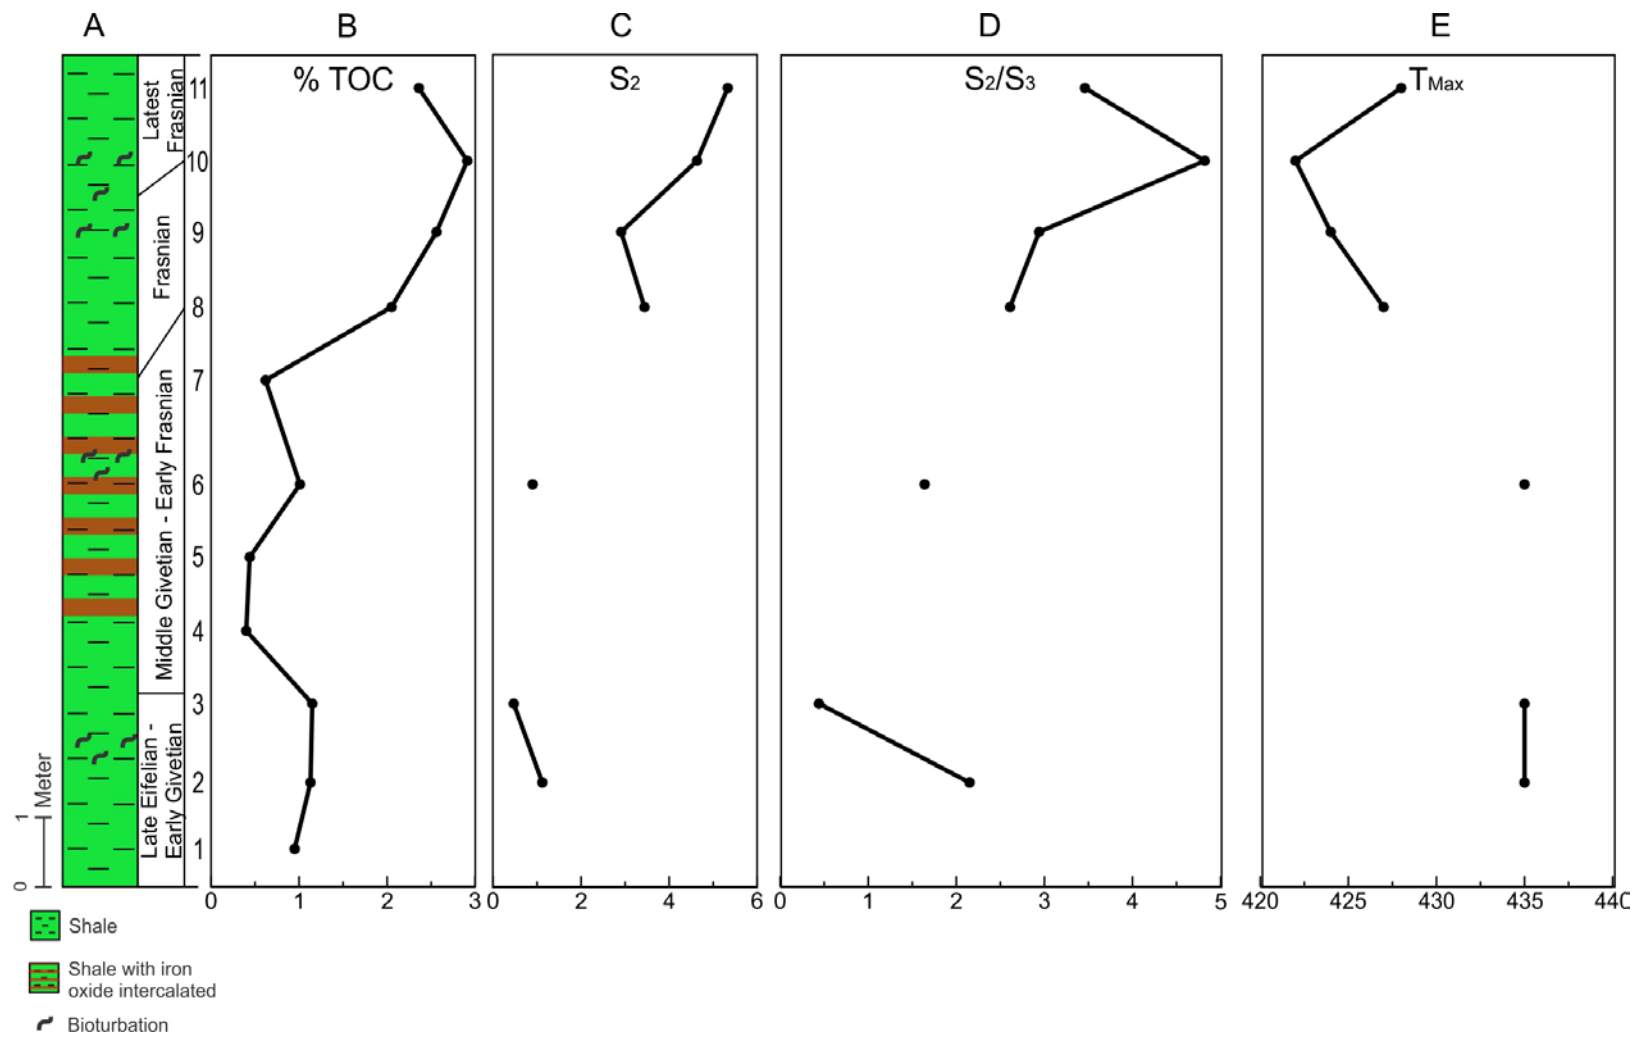 A B C D E
% TOC S2 S2/S3 TMax
Latest
Frasnian
Frasnian
Middle Givetian - Early Frasnian
Late Eifelian -
Early Givetian
11
10
9
8
7
6
5
4
3
2
1
1 Meter
0
0 1 2 3 0 2 4 6 0 1 2 3 4 5 420 425 430 435 440
Shale
Shale with iron
oxide intercalated
Bioturbation